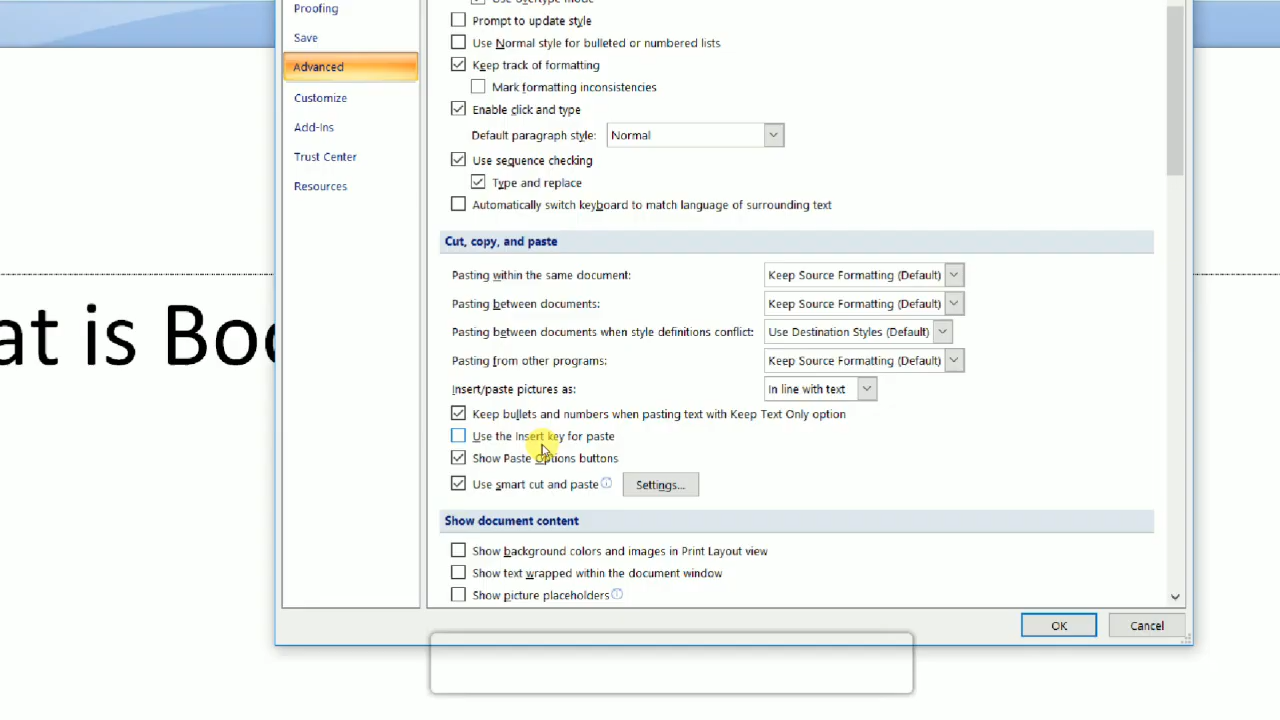 Proofing
Save
Advanced
Customize
Add-Ins
Trust Center
Resources
Prompt to update style
Use Normal style for bulleted or numbered lists
Keep track of formatting
Mark formatting inconsistencies
Enable click and type
Default paragraph style: Normal
Use sequence checking
Type and replace
Automatically switch keyboard to match language of surrounding text
Cut, copy, and paste
Pasting within the same document: Keep Source Formatting (Default)
Pasting between documents: Keep Source Formatting (Default)
Pasting between documents when style definitions conflict: Use Destination Styles (Default)
Pasting from other programs: Keep Source Formatting (Default)
Insert/paste pictures as: In line with text
Keep bullets and numbers when pasting text with Keep Text Only option
Use the Insert key for paste
Show Paste Options buttons
Use smart cut and paste Settings...
Show document content
Show background colors and images in Print Layout view
Show text wrapped within the document window
Show picture placeholders
OK Cancel
at is Boo